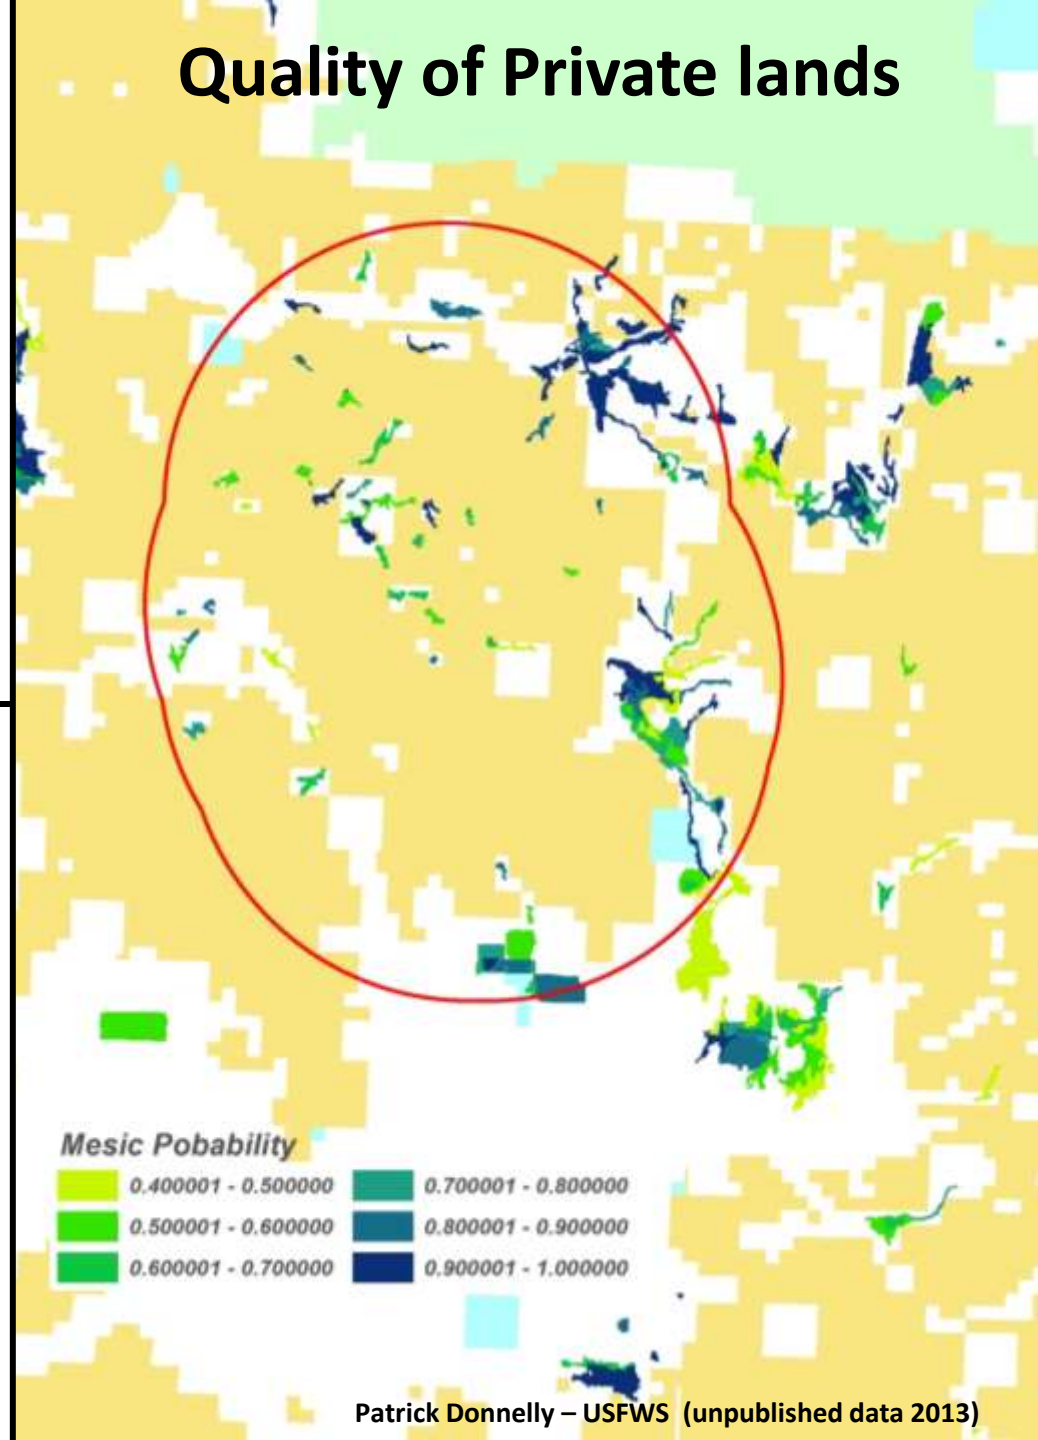 Quality of Private lands
Mesic Pobability
0.400001 - 0.500000
0.500001 - 0.600000
0.600001 - 0.700000
0.700001 - 0.800000
0.800001 - 0.900000
0.900001 - 1.000000
Patrick Donnelly – USFWS (unpublished data 2013)